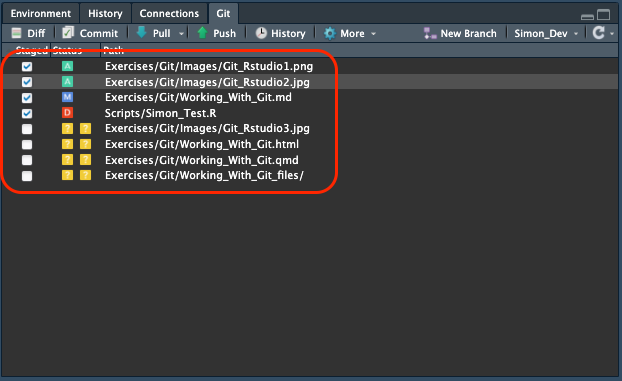 Environment History Connections Git
Diff Commit Pull Push History More New Branch Simon_Dev
Staged Status Path
A Exercises/Git/Images/Git_Rstudio1.png
A Exercises/Git/Images/Git_Rstudio2.jpg
M Exercises/Git/Working_With_Git.md
D Scripts/Simon_Test.R
? ? Exercises/Git/Images/Git_Rstudio3.jpg
? ? Exercises/Git/Working_With_Git.html
? ? Exercises/Git/Working_With_Git.qmd
? ? Exercises/Git/Working_With_Git_files/